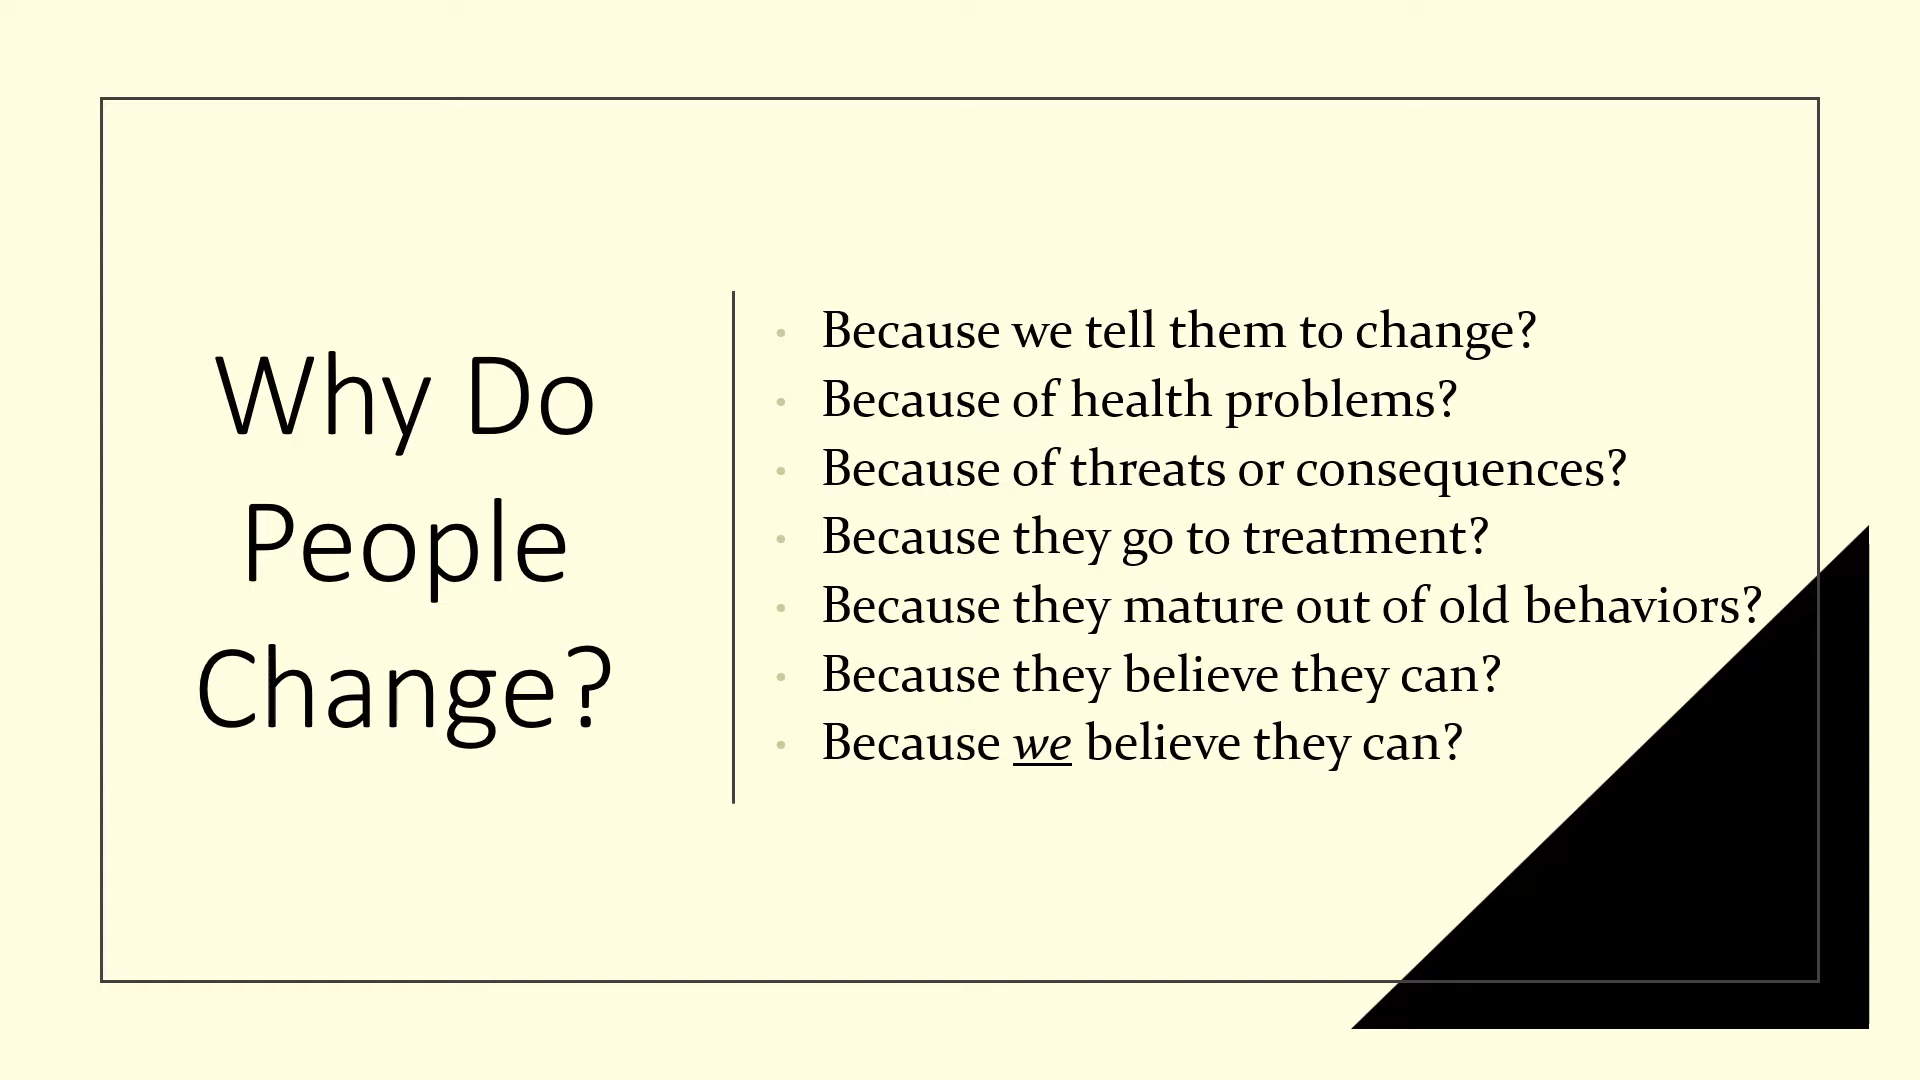 Why Do
People
Change?
• Because we tell them to change?
• Because of health problems?
• Because of threats or consequences?
• Because they go to treatment?
• Because they mature out of old behaviors?
• Because they believe they can?
• Because we believe they can?